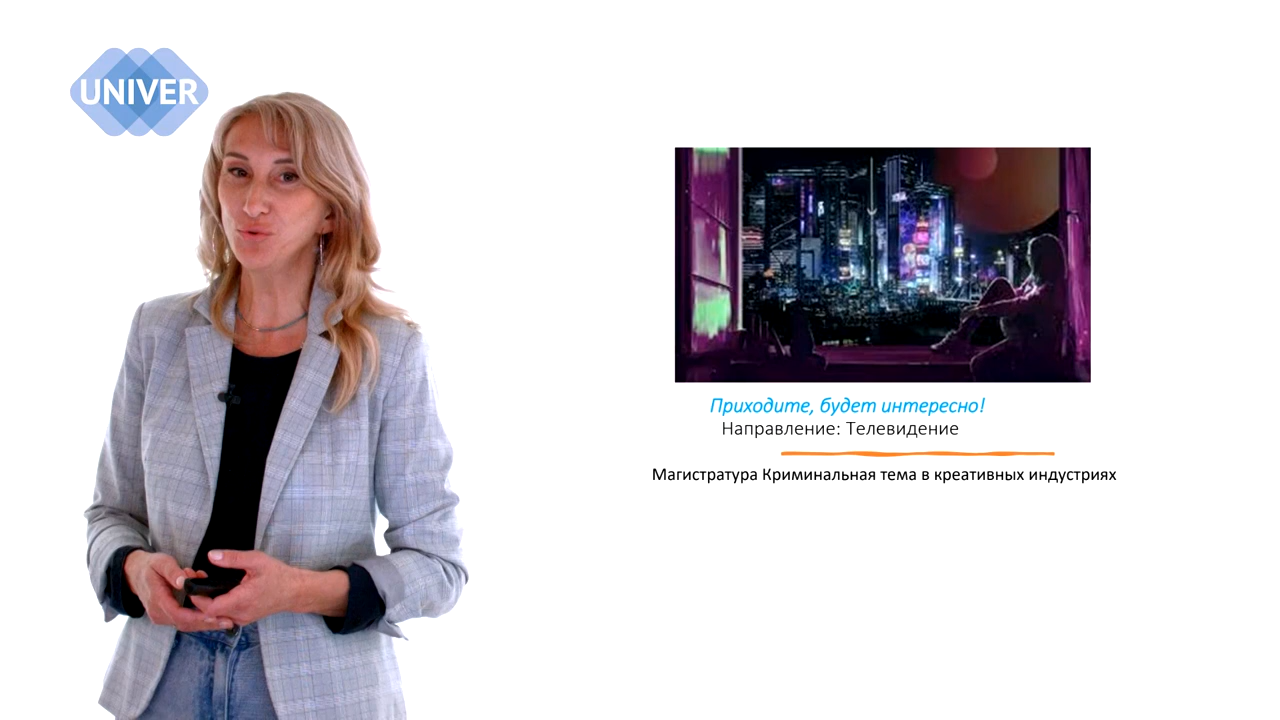 UNIVER
Приходите, будет интересно!
Направление: Телевидение
Магистратура Криминальная тема в креативных индустриях